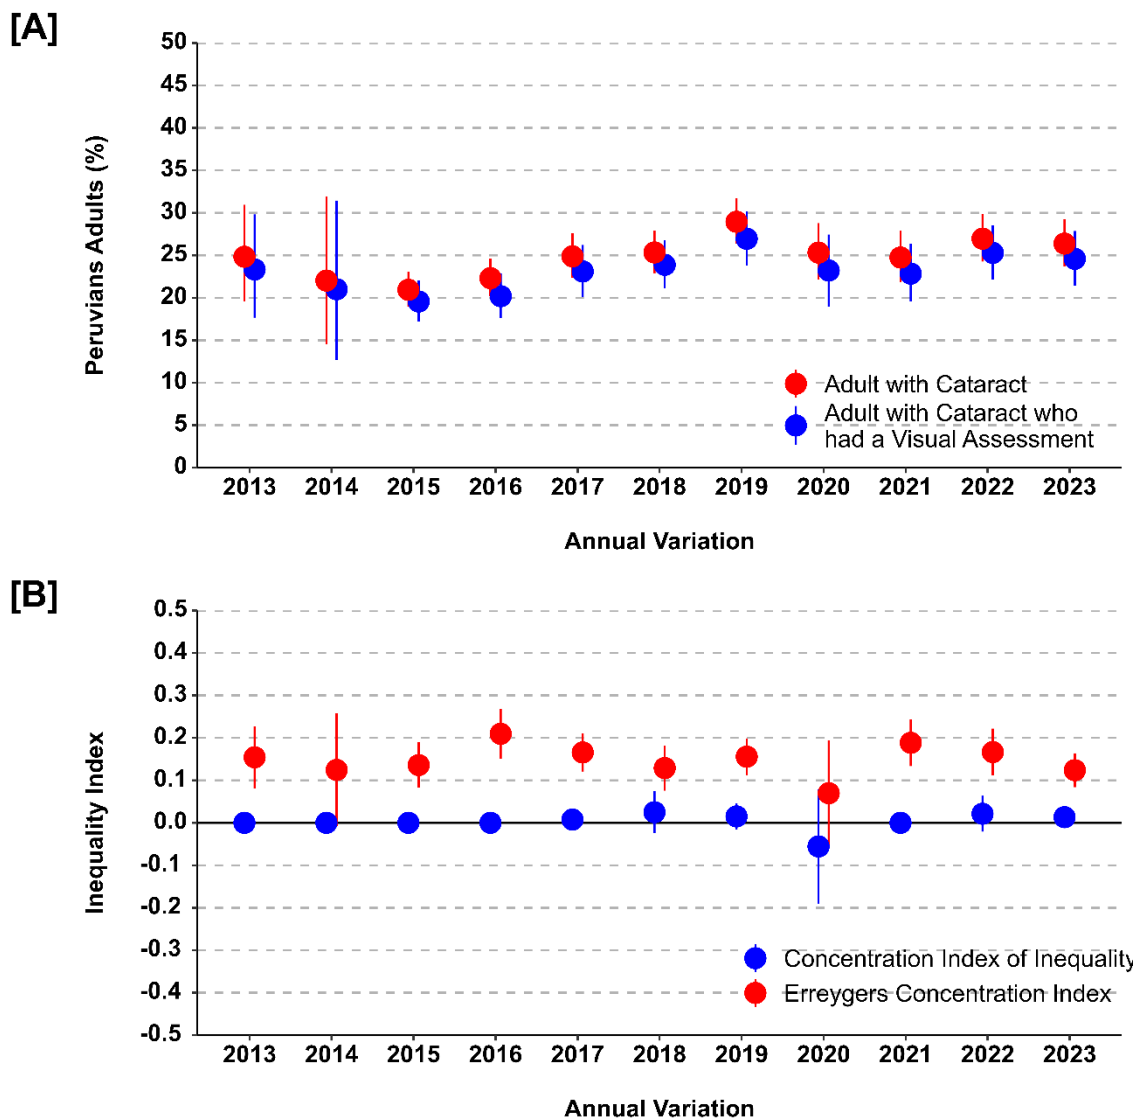 [A]
Peruvians Adults (%)
50
45
40
35
30
25
20
15
10
5
0
Adult with Cataract
Adult with Cataract who
had a Visual Assessment
2013 2014 2015 2016 2017 2018 2019 2020 2021 2022 2023
Annual Variation
[B]
Inequality Index
0.5
0.4
0.3
0.2
0.1
0.0
-0.1
-0.2
-0.3
-0.4
-0.5
Concentration Index of Inequality
Erreygers Concentration Index
2013 2014 2015 2016 2017 2018 2019 2020 2021 2022 2023
Annual Variation